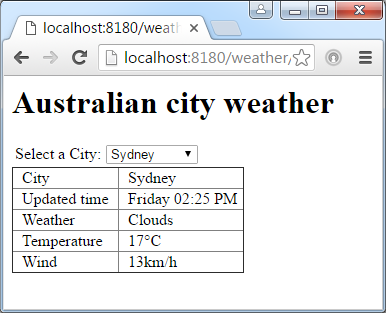 localhost:8180/weatl
localhost:8180/weather/
Australian city weather
Select a City: Sydney
City Sydney
Updated time Friday 02:25 PM
Weather Clouds
Temperature 17°C
Wind 13km/h